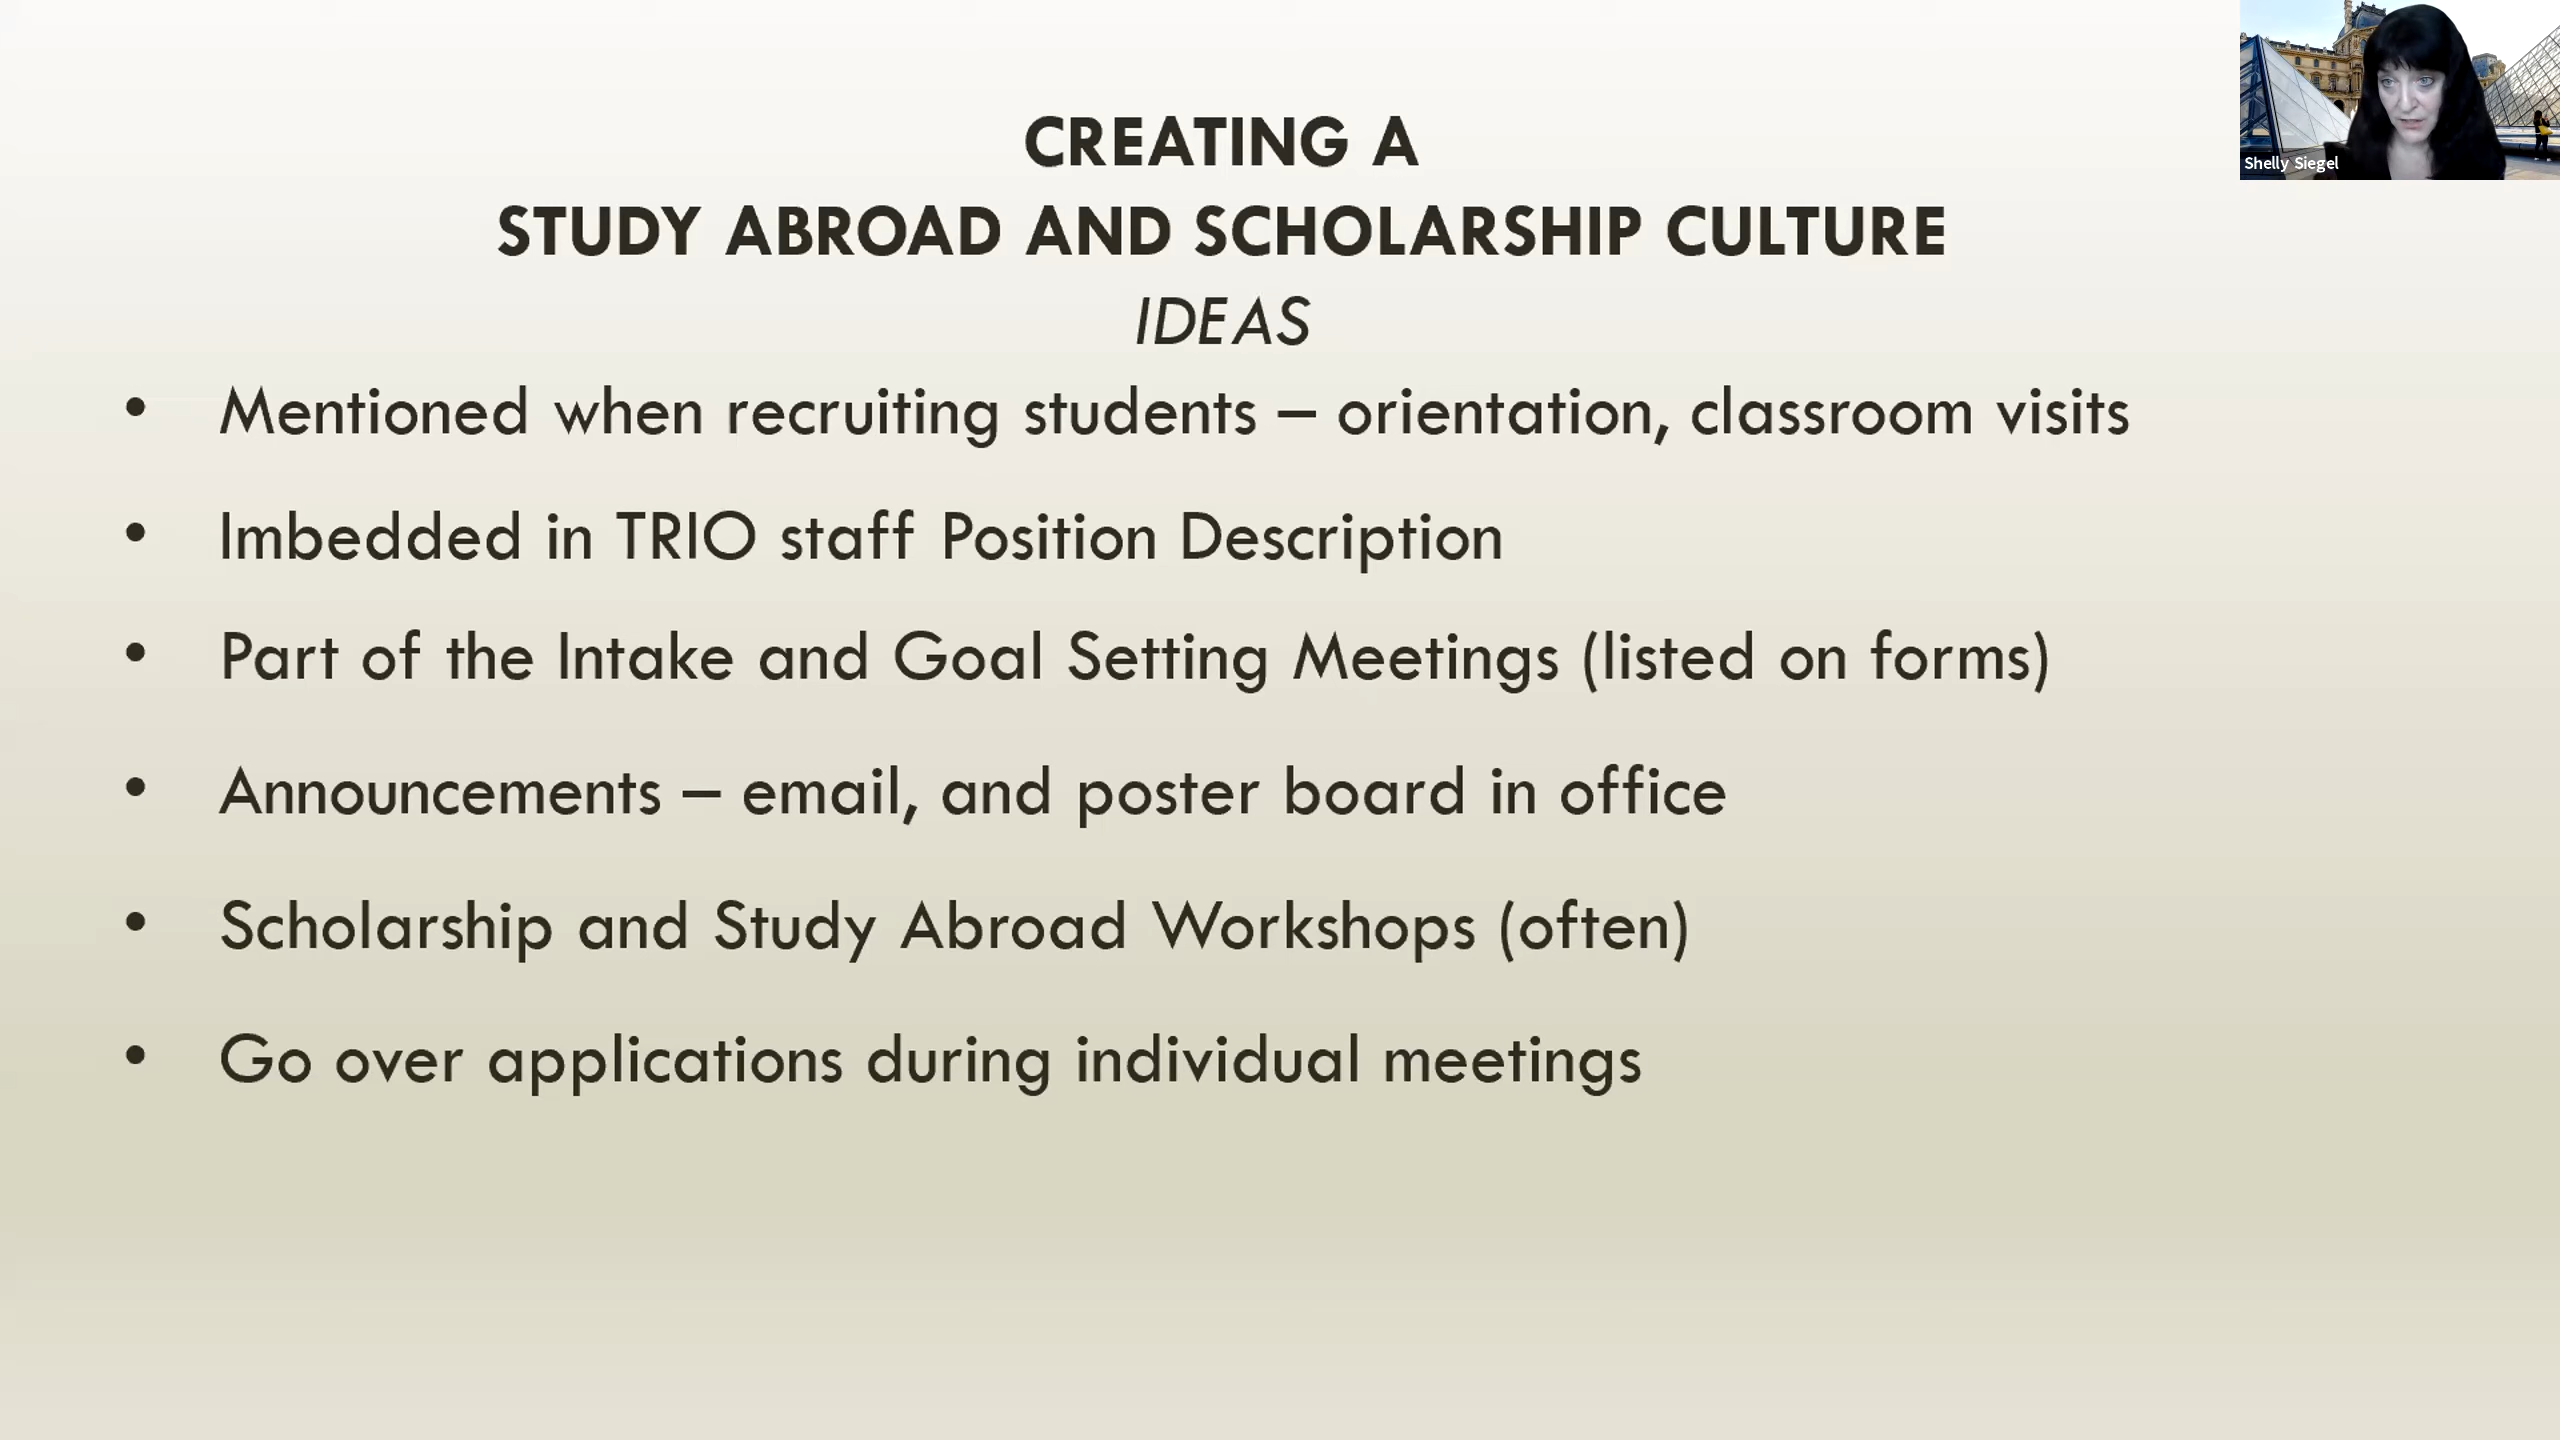 CREATING A
STUDY ABROAD AND SCHOLARSHIP CULTURE
IDEAS
• Mentioned when recruiting students – orientation, classroom visits
• Imbedded in TRIO staff Position Description
• Part of the Intake and Goal Setting Meetings (listed on forms)
• Announcements – email, and poster board in office
• Scholarship and Study Abroad Workshops (often)
• Go over applications during individual meetings
Shelly Siegel